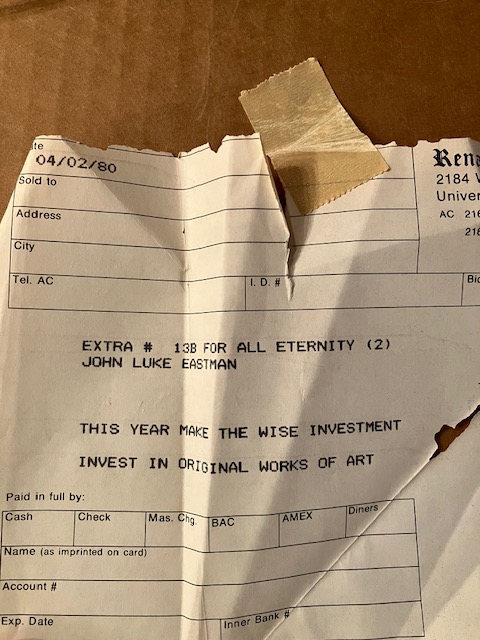 04/02/80
Sold to
2184
Address
AC 216
City
Tel. AC I. D. #
EXTRA # 13B FOR ALL ETERNITY (2)
JOHN LUKE EASTMAN
THIS YEAR MAKE THE WISE INVESTMENT
INVEST IN ORIGINAL WORKS OF ART
Paid in full by:
Cash Check Mas. Chg. BAC AMEX Diners
Name (as imprinted on card)
Account #
Exp. Date Inner Bank #